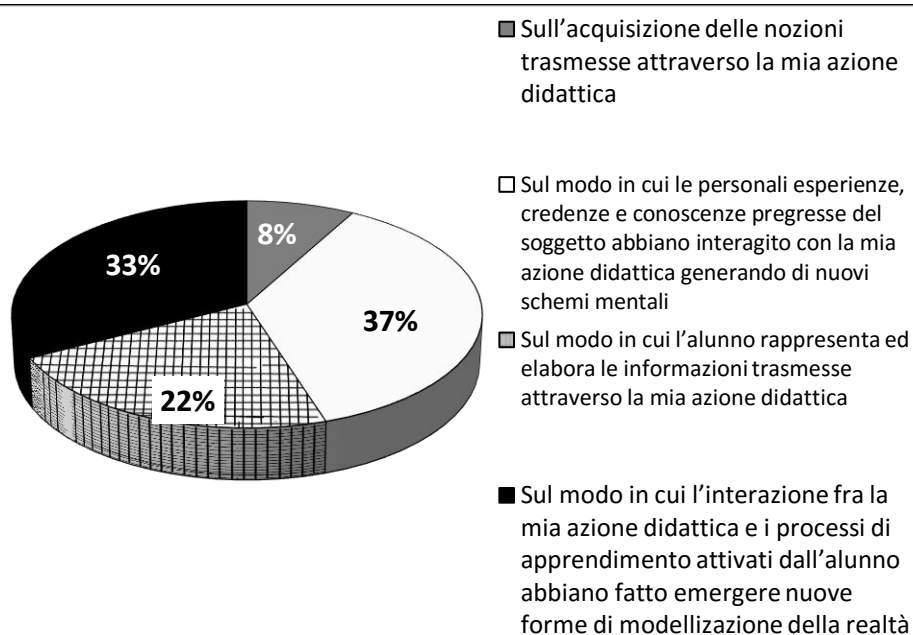 Sull'acquisizione delle nozioni
trasmesse attraverso la mia azione
didattica
8%
33%
37%
22%
Sul modo in cui le personali esperienze,
credenze e conoscenze pregresse del
soggetto abbiano interagito con la mia
azione didattica generando di nuovi
schemi mentali
Sul modo in cui l'alunno rappresenta ed
elabora le informazioni trasmesse
attraverso la mia azione didattica
Sul modo in cui l'interazione fra la
mia azione didattica e i processi di
apprendimento attivati dall'alunno
abbiano fatto emergere nuove
forme di modellizazione della realtà